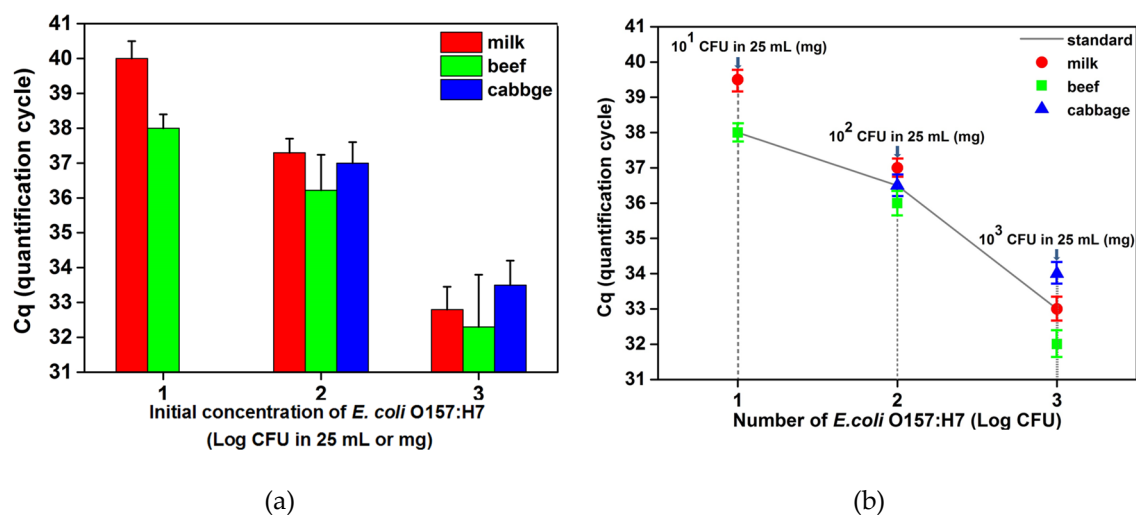 41
40
39
38
37
36
35
34
33
32
31
Cq (quantification cycle)
milk
beef
cabbge
1 2 3
Initial concentration of E. coli O157:H7
(Log CFU in 25 mL or mg)
(a)
41
40
39
38
37
36
35
34
33
32
31
Cq (quantification cycle)
10¹ CFU in 25 mL (mg)
10² CFU in 25 mL (mg)
10³ CFU in 25 mL (mg)
standard
milk
beef
cabbage
1 2 3
Number of E.coli O157:H7 (Log CFU)
(b)